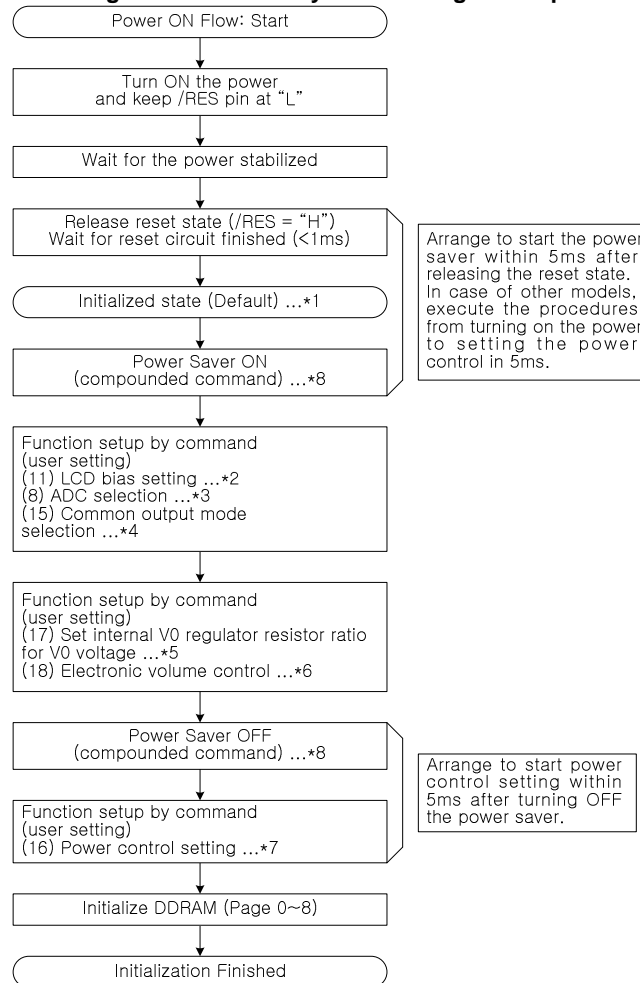 Power ON Flow: Start
Turn ON the power
and keep /RES pin at “L”
Wait for the power stabilized
Release reset state (/RES = “H”)
Wait for reset circuit finished (<1ms)
Arrange to start the power
saver within 5ms after
releasing the reset state.
In case of other models,
execute the procedures
from turning on the power
to setting the power
control in 5ms.
Initialized state (Default) ...*1
Power Saver ON
(compounded command) ...*8
Function setup by command
(user setting)
(11) LCD bias setting ...*2
(8) ADC selection ...*3
(15) Common output mode
selection ...*4
Function setup by command
(user setting)
(17) Set internal V0 regulator resistor ratio
for V0 voltage ...*5
(18) Electronic volume control ...*6
Power Saver OFF
(compounded command) ...*8
Arrange to start power
control setting within
5ms after turning OFF
the power saver.
Function setup by command
(user setting)
(16) Power control setting ...*7
Initialize DDRAM (Page 0~8)
Initialization Finished